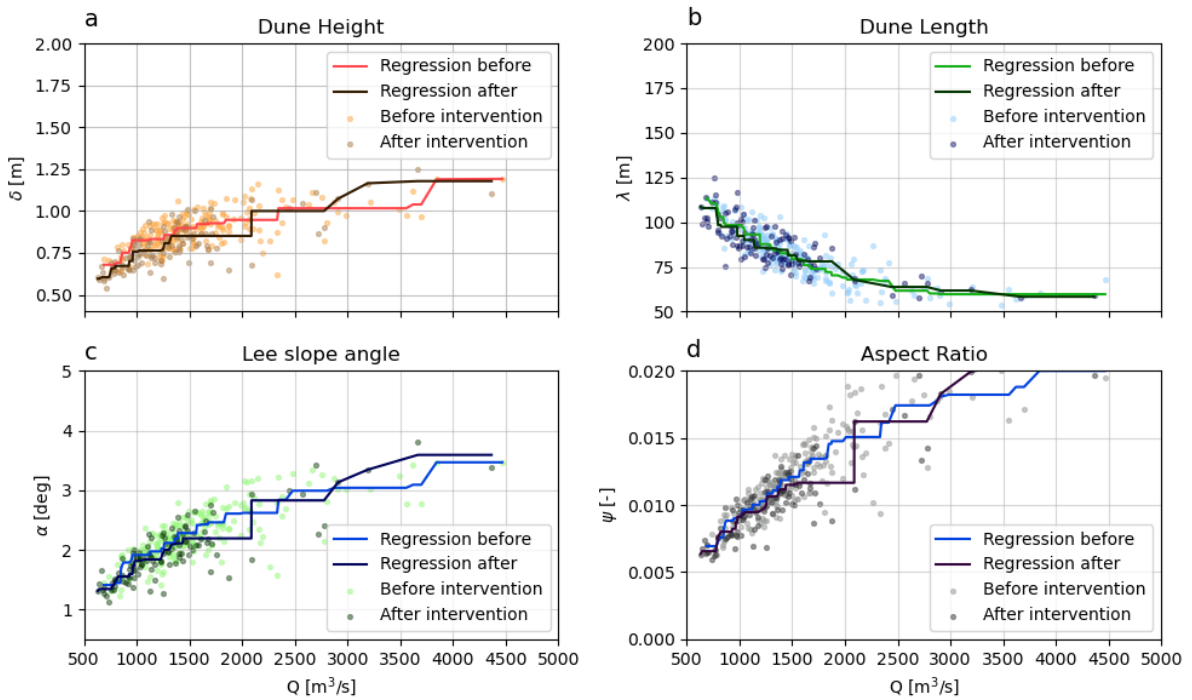 a
Dune Height
2.00
1.75
1.50
1.25
1.00
0.75
0.50
δ [m]
Regression before
Regression after
Before intervention
After intervention
b
Dune Length
200
175
150
125
100
75
50
λ [m]
Regression before
Regression after
Before intervention
After intervention
c
Lee slope angle
5
4
3
2
1
α [deg]
Regression before
Regression after
Before intervention
After intervention
500 1000 1500 2000 2500 3000 3500 4000 4500 5000
Q [m³/s]
d
Aspect Ratio
0.020
0.015
0.010
0.005
0.000
ψ [-]
Regression before
Regression after
Before intervention
After intervention
500 1000 1500 2000 2500 3000 3500 4000 4500 5000
Q [m³/s]